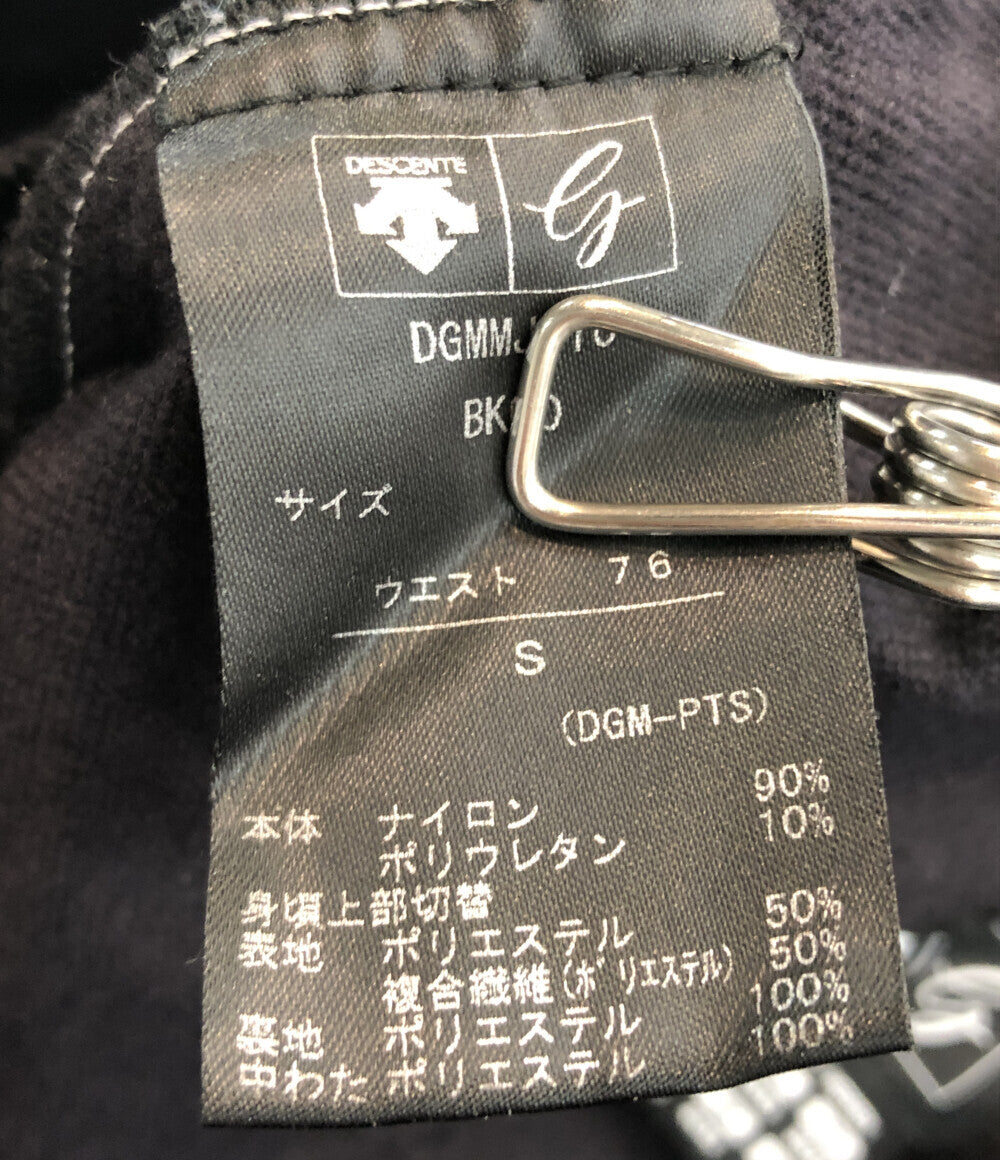 DESCENTE G
サイズ
ウエスト 76
S
(DGM-PTS)
本体 ナイロン 90%
ポリウレタン 10%
身頃上部切替
表地 ポリエステル 50%
複合繊維(ポリエステル) 50%
裏地 ポリエステル 100%
中わた ポリエステル 100%